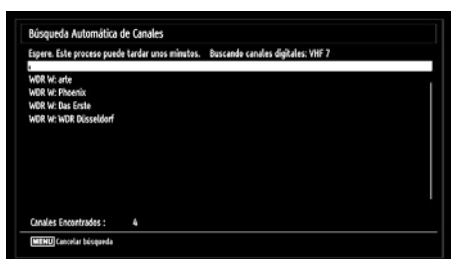 Búsqueda Automática de Canales
Espere. Este proceso puede tardar unos minutos. Buscando canales digitales: VHF 7
WDR W: arte
WDR W: Phoenix
WDR W: Das Erste
WDR W: WDR Düsseldorf
Canales Encontrados : 4
MENU Cancelar búsqueda